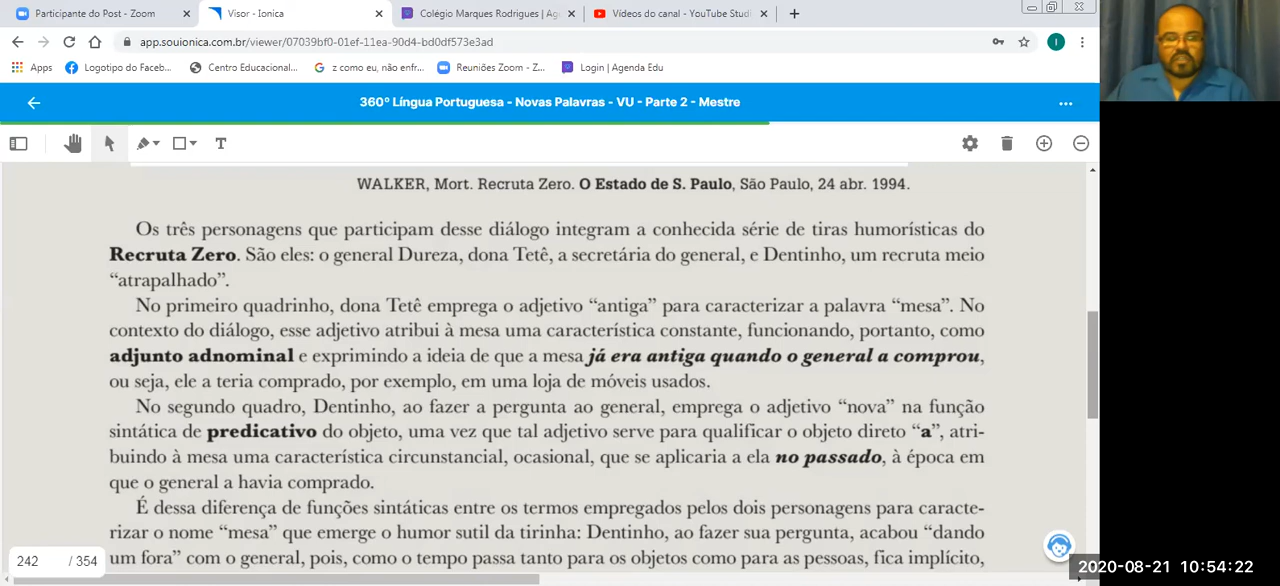 Participante do Post - Zoom
Visor - Ionica
Colégio Marques Rodrigues | Ag
Vídeos do canal - YouTube Studi
app.souionica.com.br/viewer/07039bf0-01ef-11ea-90d4-bd0df573e3ad
I
Apps
Logotipo do Faceb...
Centro Educacional...
z como eu, não enfr...
Reuniões Zoom - Z...
Login | Agenda Edu
360º Língua Portuguesa - Novas Palavras - VU - Parte 2 - Mestre
T
WALKER, Mort. Recruta Zero. O Estado de S. Paulo, São Paulo, 24 abr. 1994.
Os três personagens que participam desse diálogo integram a conhecida série de tiras humorísticas do
Recruta Zero. São eles: o general Dureza, dona Tetê, a secretária do general, e Dentinho, um recruta meio
“atrapalhado”.
No primeiro quadrinho, dona Tetê emprega o adjetivo “antiga” para caracterizar a palavra “mesa”. No
contexto do diálogo, esse adjetivo atribui à mesa uma característica constante, funcionando, portanto, como
adjunto adnominal e exprimindo a ideia de que a mesa já era antiga quando o general a comprou,
ou seja, ele a teria comprado, por exemplo, em uma loja de móveis usados.
No segundo quadro, Dentinho, ao fazer a pergunta ao general, emprega o adjetivo “nova” na função
sintática de predicativo do objeto, uma vez que tal adjetivo serve para qualificar o objeto direto “a”, atri-
buindo à mesa uma característica circunstancial, ocasional, que se aplicaria a ela no passado, à época em
que o general a havia comprado.
É dessa diferença de funções sintáticas entre os termos empregados pelos dois personagens para caracte-
rizar o nome “mesa” que emerge o humor sutil da tirinha: Dentinho, ao fazer sua pergunta, acabou “dando
um fora” com o general, pois, como o tempo passa tanto para os objetos como para as pessoas, fica implícito,
242 / 354
2020-08-21 10:54:22